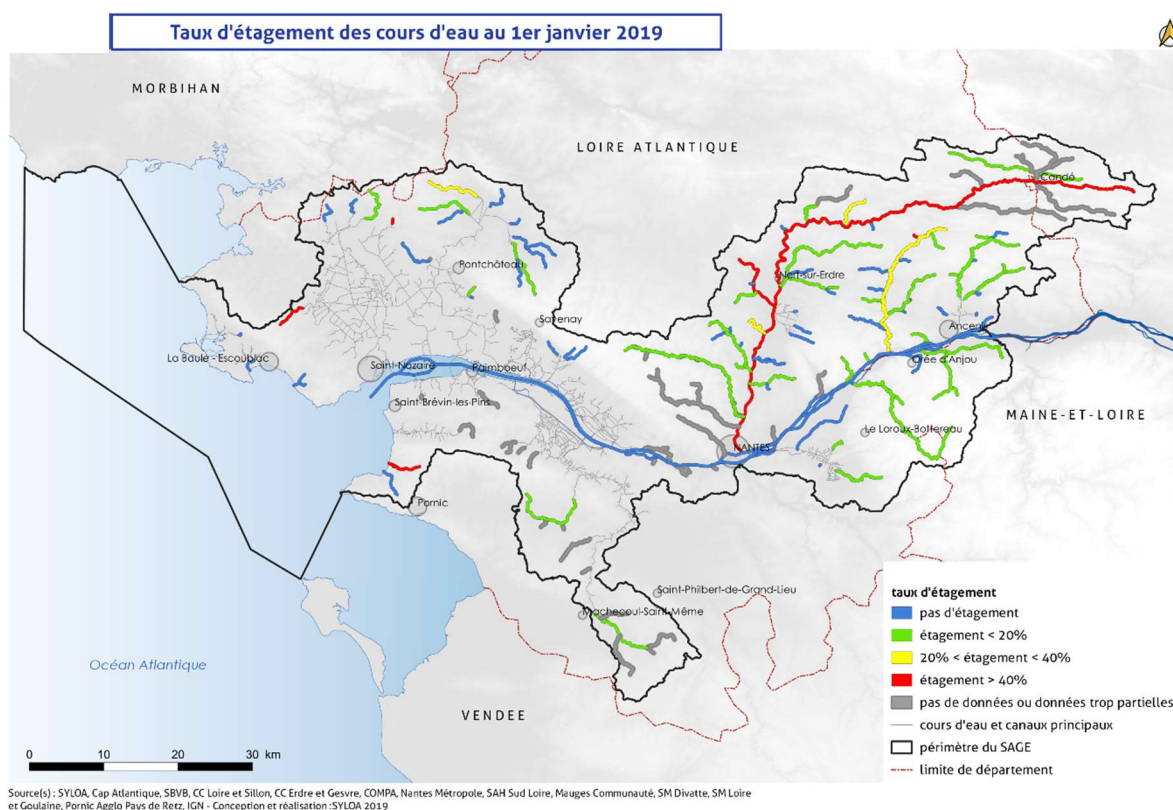 Taux d'étagement des cours d'eau au 1er janvier 2019
MORBIHAN
LOIRE ATLANTIQUE
Candé
Pontchâteau
Nort-sur-Erdre
Savenay
Ancenis
La Baule - Escoublac
Saint-Nazaire
Paimboeuf
Orée d'Anjou
Saint-Brévin-les-Pins
MAINE-ET-LOIRE
Le Loroux-Bottereau
NANTES
Pornic
Saint-Philbert-de-Grand-Lieu
Machecoul-Saint-Même
Océan Atlantique
VENDEE
taux d'étagement
pas d'étagement
étagement < 20%
20% < étagement < 40%
étagement > 40%
pas de données ou données trop partielles
cours d'eau et canaux principaux
périmètre du SAGE
limite de département
0 10 20 30 km
Source(s) : SYLOA, Cap Atlantique, SBVB, CC Loire et Sillon, CC Erdre et Gesvre, COMPA, Nantes Métropole, SAH Sud Loire, Mauges Communauté, SM Divatte, SM Loire
et Goulaine, Pornic Agglo Pays de Retz, IGN - Conception et réalisation :SYLOA 2019